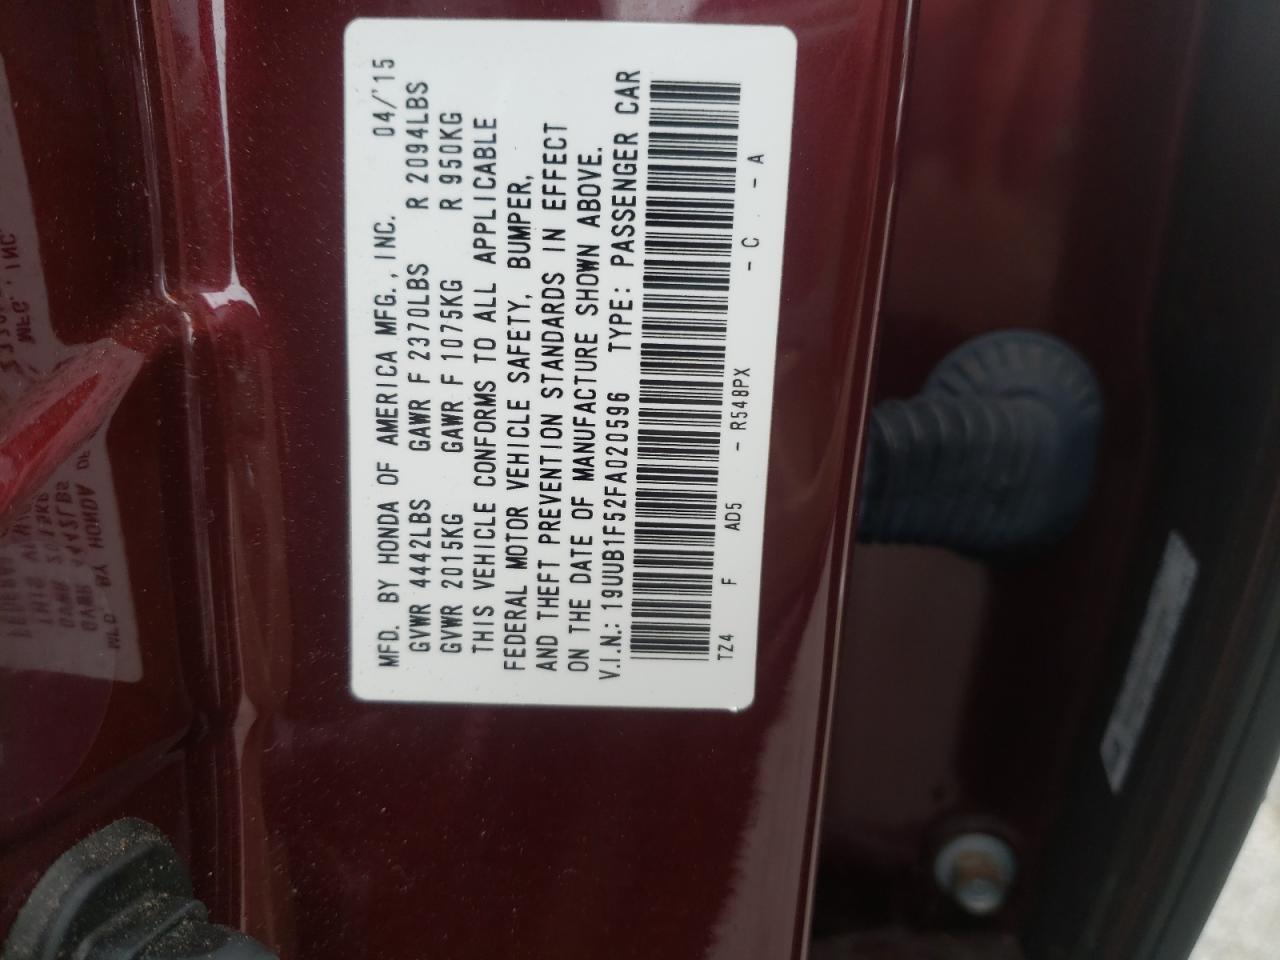 MFD. BY HONDA OF AMERICA MFG., INC. 04/'15
GVWR 4442LBS GAWR F 2370LBS R 2094LBS
GVWR 2015KG GAWR F 1075KG R 950KG
THIS VEHICLE CONFORMS TO ALL APPLICABLE
FEDERAL MOTOR VEHICLE SAFETY, BUMPER,
AND THEFT PREVENTION STANDARDS IN EFFECT
ON THE DATE OF MANUFACTURE SHOWN ABOVE.
V.I.N.: 19UUB1F52FA020596 TYPE: PASSENGER CAR
TZ4 F AD5 - R548PX - C - A